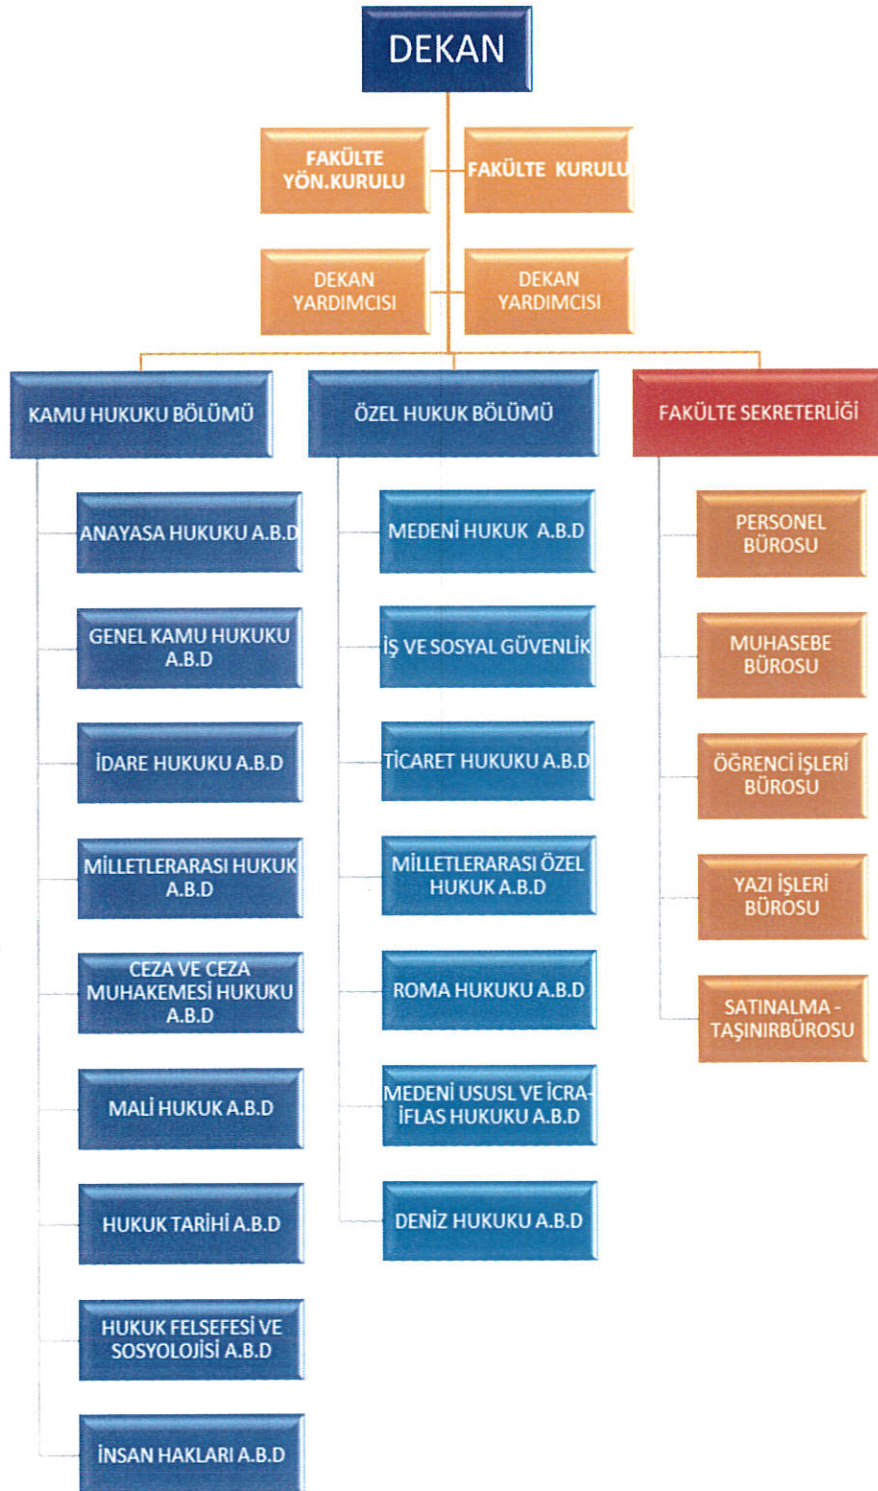 DEKAN
FAKÜLTE
YÖN.KURULU
FAKÜLTE KURULU
DEKAN
YARDIMCISI
DEKAN
YARDIMCISI
KAMU HUKUKU BÖLÜMÜ
ANAYASA HUKUKU A.B.D
GENEL KAMU HUKUKU
A.B.D
İDARE HUKUKU A.B.D
MİLLETLERARASI HUKUK
A.B.D
CEZA VE CEZA
MUHAKEMESİ HUKUKU
A.B.D
MALİ HUKUK A.B.D
HUKUK TARİHİ A.B.D
HUKUK FELSEFESİ VE
SOSYOLOJİSİ A.B.D
İNSAN HAKLARI A.B.D
ÖZEL HUKUK BÖLÜMÜ
MEDENİ HUKUK A.B.D
İŞ VE SOSYAL GÜVENLİK
TİCARET HUKUKU A.B.D
MİLLETLERARASI ÖZEL
HUKUK A.B.D
ROMA HUKUKU A.B.D
MEDENİ USUSL VE İCRA-
İFLAS HUKUKU A.B.D
DENİZ HUKUKU A.B.D
FAKÜLTE SEKRETERLİĞİ
PERSONEL
BÜROSU
MUHASEBE
BÜROSU
ÖĞRENCİ İŞLERİ
BÜROSU
YAZI İŞLERİ
BÜROSU
SATINALMA -
TAŞINIRBÜROSU